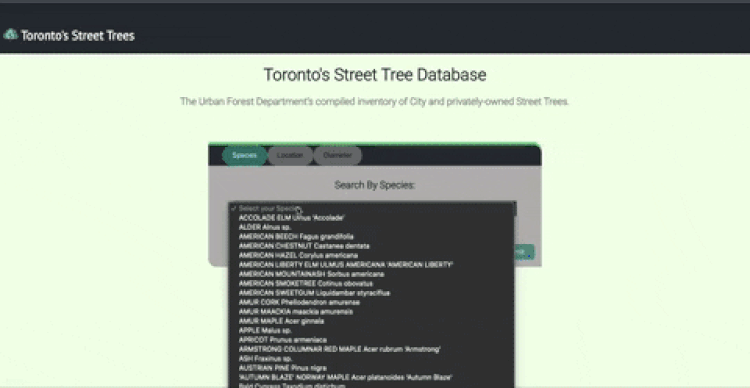 Toronto's Street Trees
Toronto's Street Tree Database
The Urban Forest Department's compiled inventory of City and privately-owned Street Trees.
Species Location Diameter
Search By Species:
✓ Select your Species
ACCOLADE ELM Ulmus 'Accolade'
ALDER Alnus sp.
AMERICAN BEECH Fagus grandifolia
AMERICAN CHESTNUT Castanea dentata
AMERICAN HAZEL Corylus americana
AMERICAN LIBERTY ELM ULMUS AMERICANA 'AMERICAN LIBERTY'
AMERICAN MOUNTAINASH Sorbus americana
AMERICAN SMOKETREE Cotinus obovatus
AMERICAN SWEETGUM Liquidambar styraciflua
AMUR CORK Phellodendron amurense
AMUR MAACKIA maackia amurensis
AMUR MAPLE Acer ginnala
APPLE Malus sp.
APRICOT Prunus armeniaca
ARMSTRONG COLUMNAR RED MAPLE Acer rubrum 'Armstrong'
ASH Fraxinus sp.
AUSTRIAN PINE Pinus nigra
'AUTUMN BLAZE' NORWAY MAPLE Acer platanoides 'Autumn Blaze'
Bald Cypress Taxodium distichum